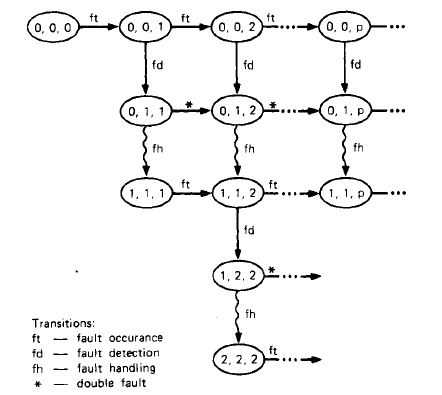 0, 0, 0 ft 0, 0, 1 ft 0, 0, 2 ft 0, 0, p
fd fd fd
0, 1, 1 * 0, 1, 2 * 0, 1, p
fh fh fh
1, 1, 1 ft 1, 1, 2 ft 1, 1, p
fd
1, 2, 2 *
fh
2, 2, 2 ft
Transitions:
ft — fault occurance
fd — fault detection
fh — fault handling
* — double fault